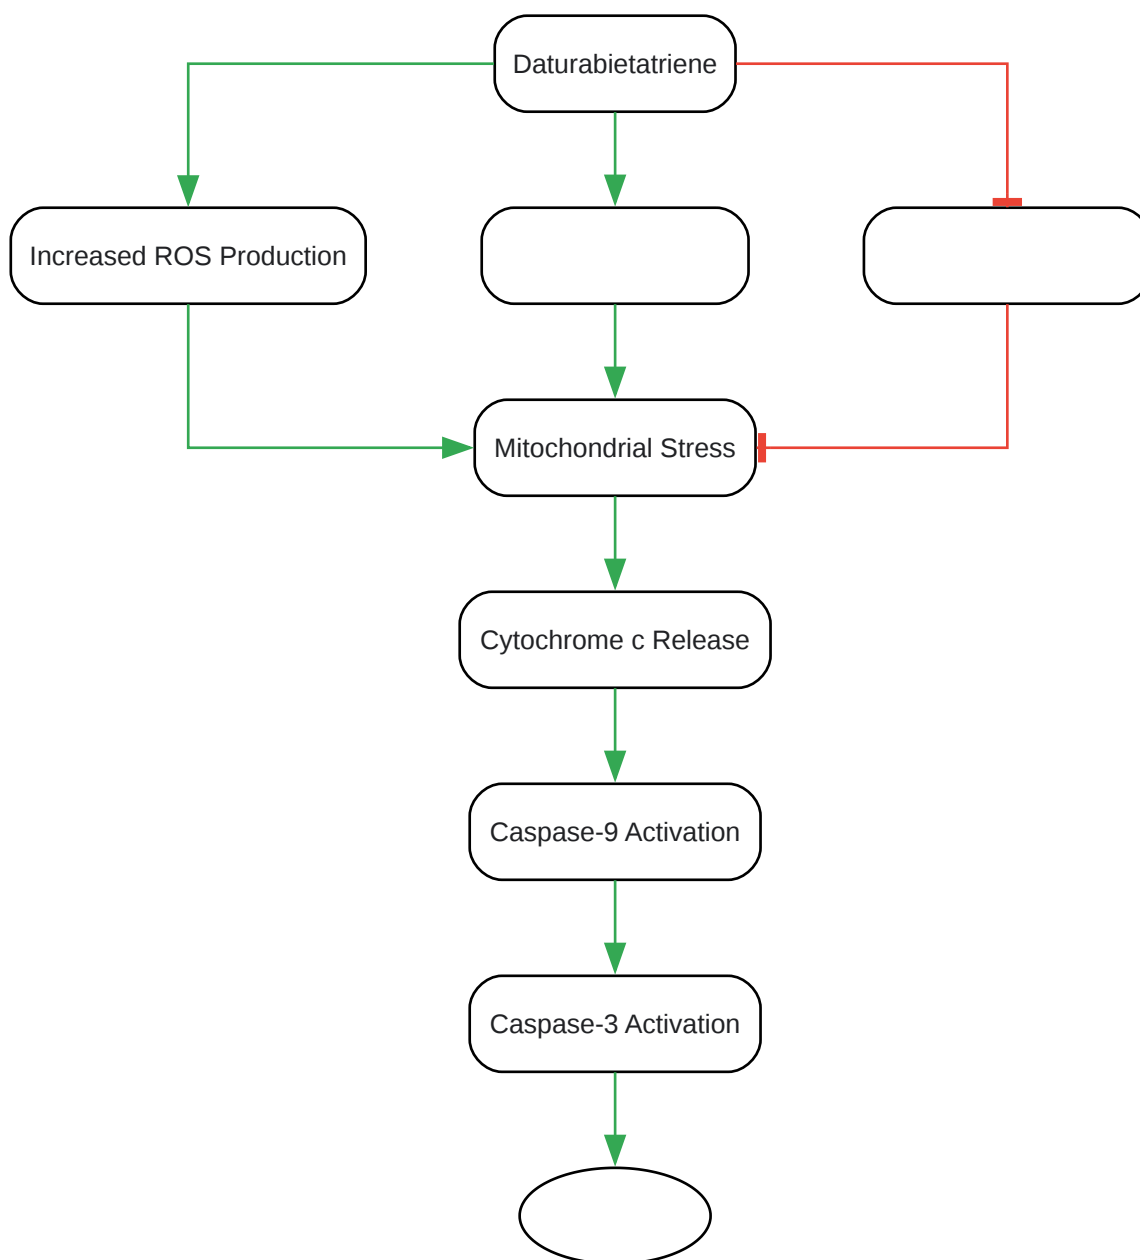 Daturabietatriene
Increased ROS Production
Mitochondrial Stress
Cytochrome c Release
Caspase-9 Activation
Caspase-3 Activation